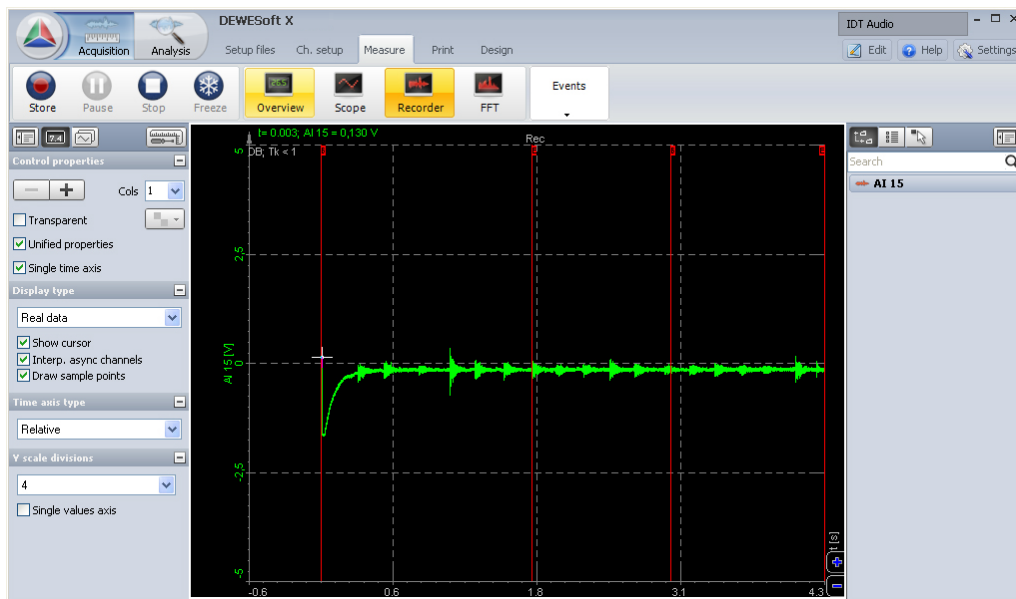 DEWESoft X
IDT Audio
Acquisition
Analysis
Setup files
Ch. setup
Measure
Print
Design
Edit
Help
Settings
Store
Pause
Stop
Freeze
Overview
Scope
Recorder
FFT
Events
Control properties
Cols 1
Transparent
Unified properties
Single time axis
Display type
Real data
Show cursor
Interp. async channels
Draw sample points
Time axis type
Relative
Y scale divisions
4
Single values axis
t= 0.003; AI 15 = 0,130 V
Rec
DB; Tk < 1
5
2,5
AI 15 [V]
0
-2,5
-5
-0.6
0.6
1.8
3.1
4.3
t [s]
Search
AI 15